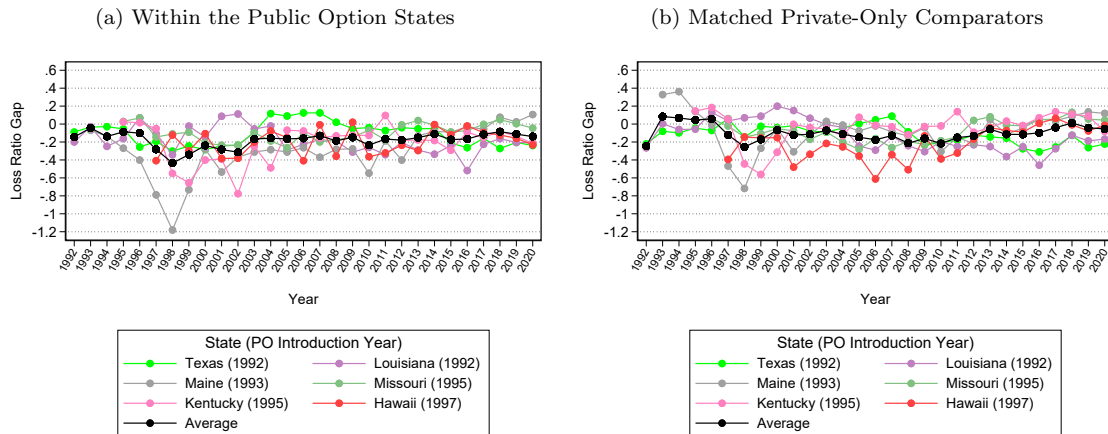 (a) Within the Public Option States
Loss Ratio Gap
.6
.4
.2
0
-.2
-.4
-.6
-.8
-1
-1.2
1992 1993 1994 1995 1996 1997 1998 1999 2000 2001 2002 2003 2004 2005 2006 2007 2008 2009 2010 2011 2012 2013 2014 2015 2016 2017 2018 2019 2020
Year
State (PO Introduction Year)
Texas (1992) Louisiana (1992)
Maine (1993) Missouri (1995)
Kentucky (1995) Hawaii (1997)
Average
(b) Matched Private-Only Comparators
Loss Ratio Gap
.6
.4
.2
0
-.2
-.4
-.6
-.8
-1
-1.2
1992 1993 1994 1995 1996 1997 1998 1999 2000 2001 2002 2003 2004 2005 2006 2007 2008 2009 2010 2011 2012 2013 2014 2015 2016 2017 2018 2019 2020
Year
State (PO Introduction Year)
Texas (1992) Louisiana (1992)
Maine (1993) Missouri (1995)
Kentucky (1995) Hawaii (1997)
Average